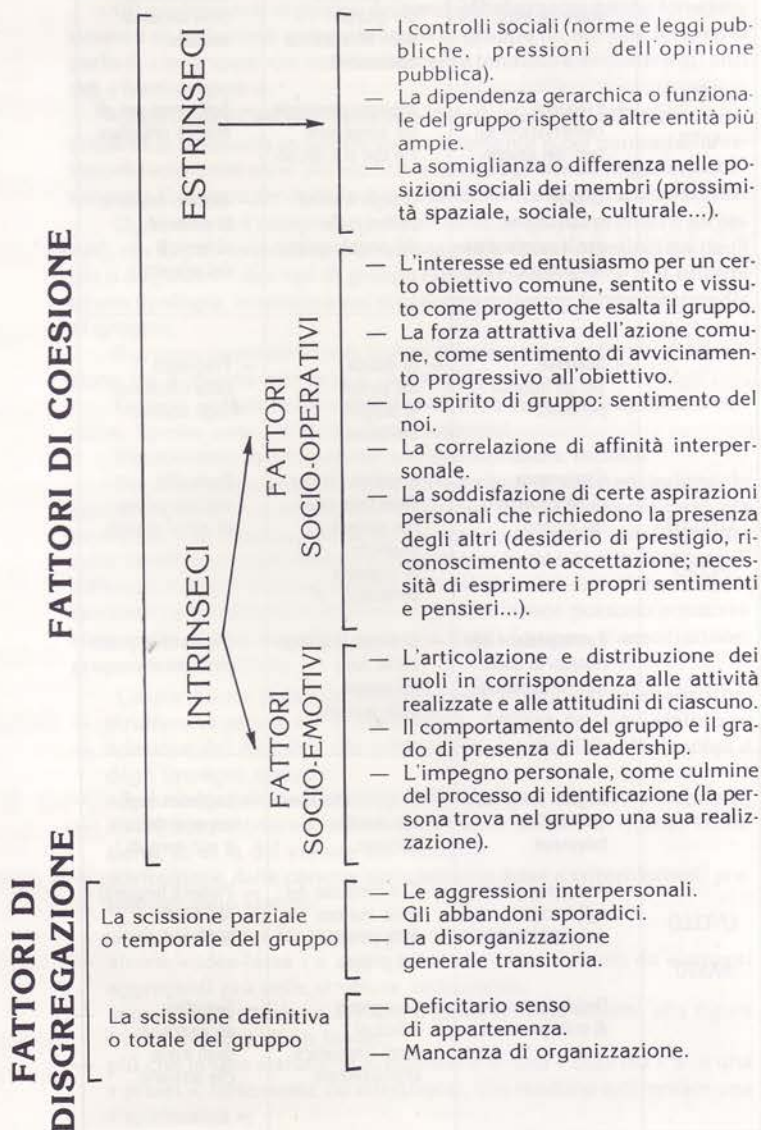 FATTORI DI COESIONE
ESTRINSECI
— I controlli sociali (norme e leggi pub-
bliche, pressioni dell'opinione
pubblica).
— La dipendenza gerarchica o funziona-
le del gruppo rispetto a altre entità più
ampie.
— La somiglianza o differenza nelle po-
sizioni sociali dei membri (prossimi-
tà spaziale, sociale, culturale...).
INTRINSECI
FATTORI
SOCIO-OPERATIVI
— L'interesse ed entusiasmo per un cer-
to obiettivo comune, sentito e vissu-
to come progetto che esalta il gruppo.
— La forza attrattiva dell'azione comu-
ne, come sentimento di avvicinamen-
to progressivo all'obiettivo.
— Lo spirito di gruppo: sentimento del
noi.
— La correlazione di affinità interper-
sonale.
— La soddisfazione di certe aspirazioni
personali che richiedono la presenza
degli altri (desiderio di prestigio, ri-
conoscimento e accettazione; neces-
sità di esprimere i propri sentimenti
e pensieri...).
FATTORI
SOCIO-EMOTIVI
— L'articolazione e distribuzione dei
ruoli in corrispondenza alle attività
realizzate e alle attitudini di ciascuno.
— Il comportamento del gruppo e il gra-
do di presenza di leadership.
— L'impegno personale, come culmine
del processo di identificazione (la per-
sona trova nel gruppo una sua realiz-
zazione).
FATTORI DI
DISGREGAZIONE
La scissione parziale
o temporale del gruppo
— Le aggressioni interpersonali.
— Gli abbandoni sporadici.
— La disorganizzazione
generale transitoria.
La scissione definitiva
o totale del gruppo
— Deficitario senso
di appartenenza.
— Mancanza di organizzazione.